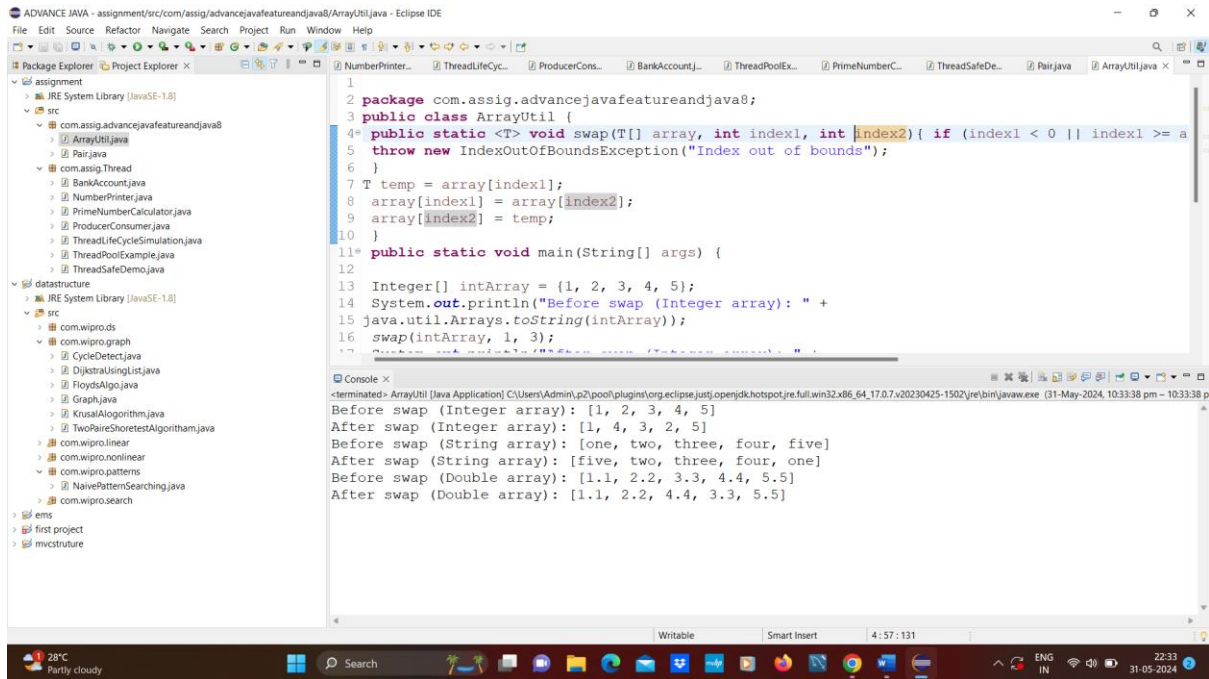 ADVANCE JAVA - assignment/src/com/assig/advancejavafeatureandjava8/ArrayUtil.java - Eclipse IDE
File Edit Source Refactor Navigate Search Project Run Window Help
Package Explorer Project Explorer
NumberPrinter... ThreadLifeCyc... ProducerCons... BankAccount.j... ThreadPoolEx... PrimeNumberC... ThreadSafeDe... Pair.java ArrayUtil.java
assignment
JRE System Library [JavaSE-1.8]
src
com.assig.advancejavafeatureandjava8
ArrayUtil.java
Pair.java
com.assig.Thread
BankAccount.java
NumberPrinter.java
PrimeNumberCalculator.java
ProducerConsumer.java
ThreadLifeCycleSimulation.java
ThreadPoolExample.java
ThreadSafeDemo.java
datastructure
JRE System Library [JavaSE-1.8]
src
com.wipro.ds
com.wipro.graph
CycleDetect.java
DijkstraUsingList.java
FloydsAlgo.java
Graph.java
KrusalAlogorithm.java
TwoPaireShoretestAlgoritham.java
com.wipro.linear
com.wipro.nonlinear
com.wipro.patterns
NaivePatternSearching.java
com.wipro.search
ems
first project
mvcstruture
1
2 package com.assig.advancejavafeatureandjava8;
3 public class ArrayUtil {
4 public static <T> void swap(T[] array, int index1, int index2){ if (index1 < 0 || index1 >= a
5 throw new IndexOutOfBoundsException("Index out of bounds");
6 }
7 T temp = array[index1];
8 array[index1] = array[index2];
9 array[index2] = temp;
10 }
11 public static void main(String[] args) {
12
13 Integer[] intArray = {1, 2, 3, 4, 5};
14 System.out.println("Before swap (Integer array): " +
15 java.util.Arrays.toString(intArray));
16 swap(intArray, 1, 3);
17 System.out.println("After swap (Integer array): " +
Console
<terminated> ArrayUtil [Java Application] C:\Users\Admin\.p2\pool\plugins\org.eclipse.justj.openjdk.hotspot.jre.full.win32.x86_64_17.0.7.v20230425-1502\jre\bin\javaw.exe (31-May-2024, 10:33:38 pm – 10:33:38 p
Before swap (Integer array): [1, 2, 3, 4, 5]
After swap (Integer array): [1, 4, 3, 2, 5]
Before swap (String array): [one, two, three, four, five]
After swap (String array): [five, two, three, four, one]
Before swap (Double array): [1.1, 2.2, 3.3, 4.4, 5.5]
After swap (Double array): [1.1, 2.2, 4.4, 3.3, 5.5]
Writable Smart Insert 4 : 57 : 131
28°C
Partly cloudy
Search
ENG
IN
22:33
31-05-2024